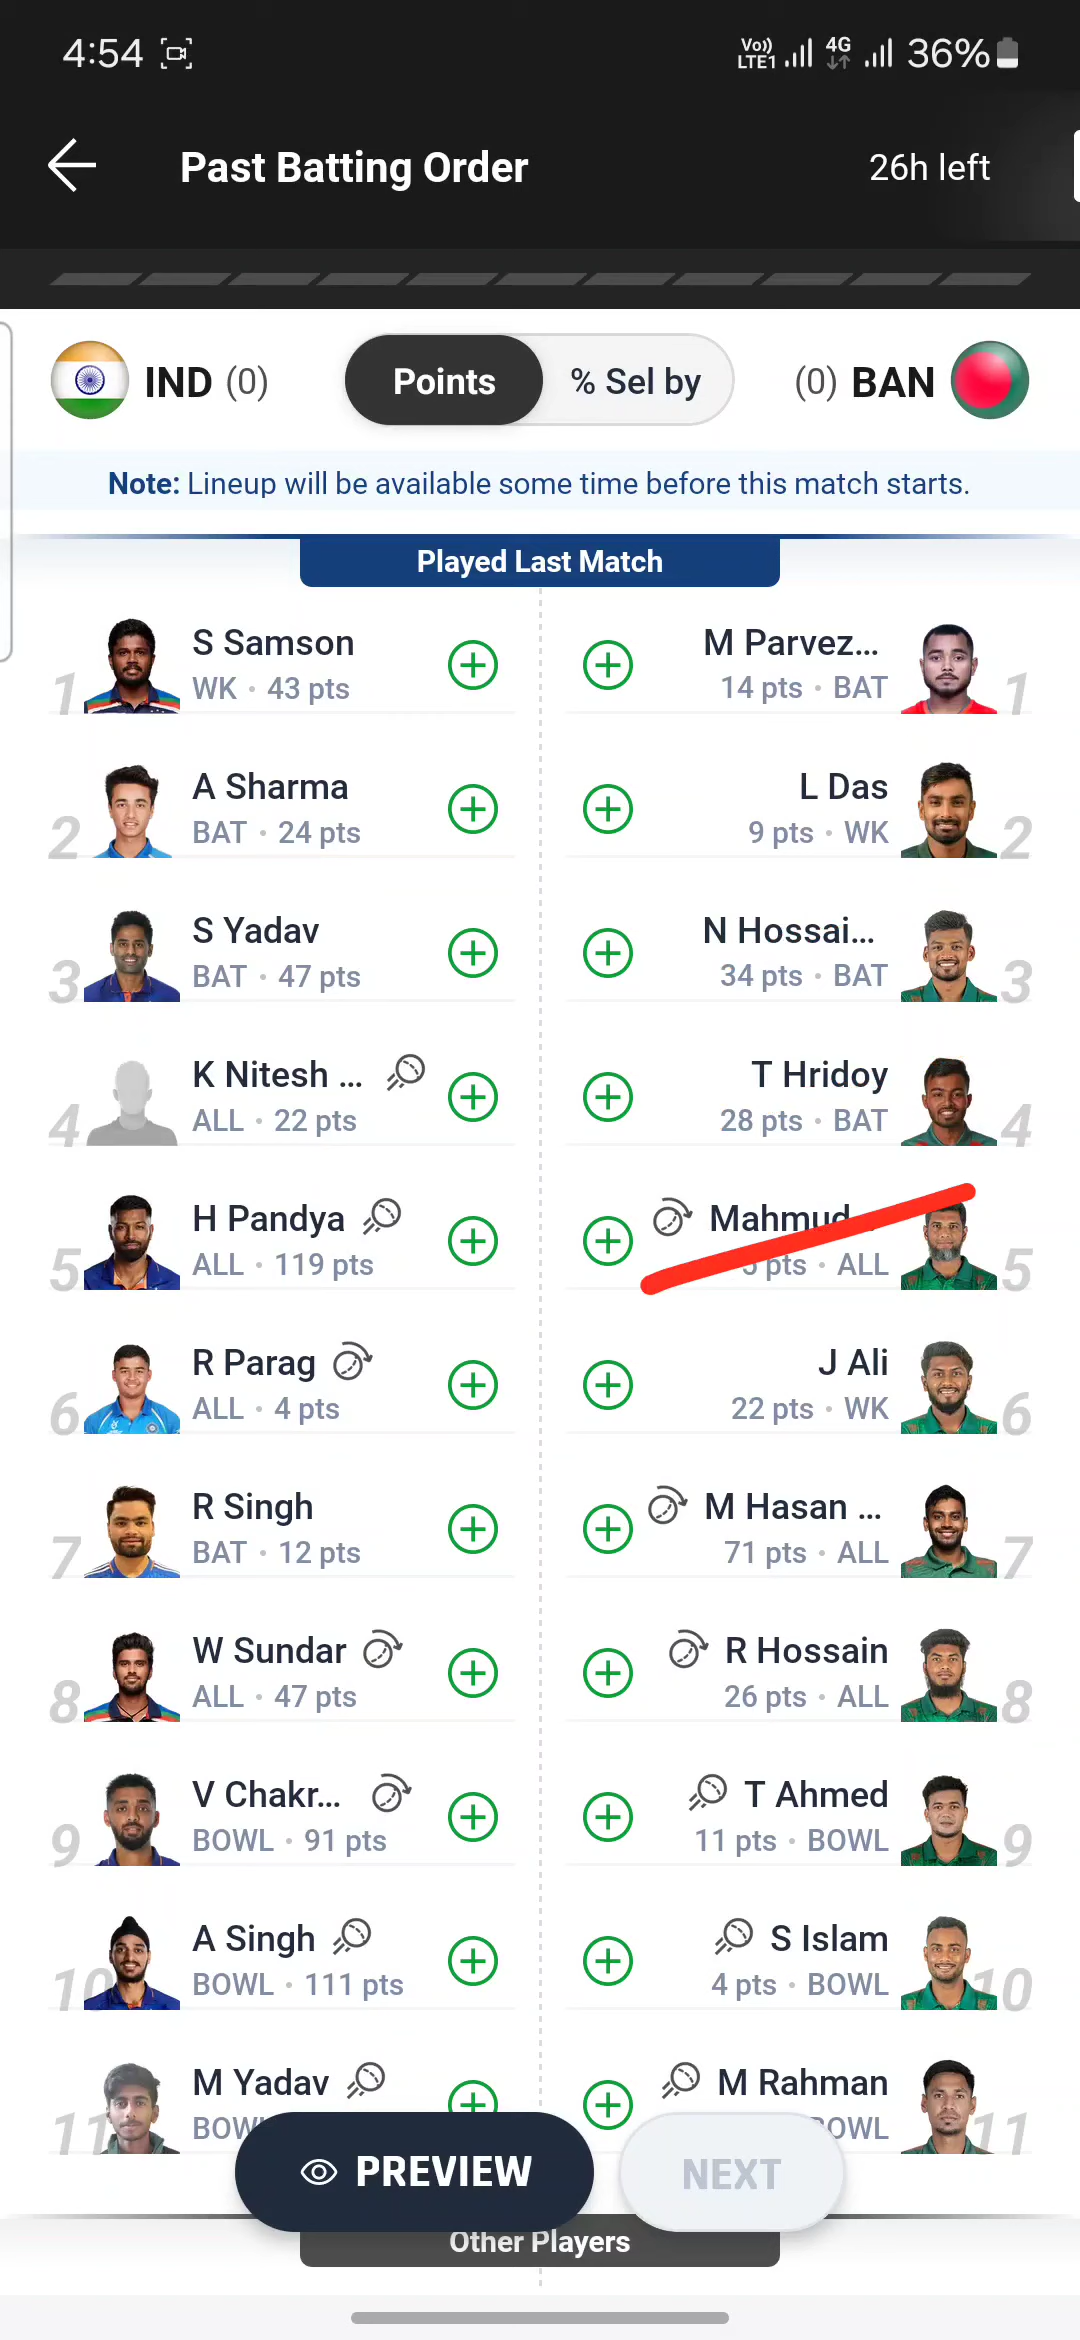 4:54
Vo)) LTE1 4G 36%
Past Batting Order
26h left
IND (0)
Points
% Sel by
(0) BAN
Note: Lineup will be available some time before this match starts.
Played Last Match
1 S Samson
WK • 43 pts
M Parvez... 1
14 pts • BAT
2 A Sharma
BAT • 24 pts
L Das 2
9 pts • WK
3 S Yadav
BAT • 47 pts
N Hossai... 3
34 pts • BAT
4 K Nitesh ...
ALL • 22 pts
T Hridoy 4
28 pts • BAT
5 H Pandya
ALL • 119 pts
Mahmud 5
pts • ALL
6 R Parag
ALL • 4 pts
J Ali 6
22 pts • WK
7 R Singh
BAT • 12 pts
M Hasan ... 7
71 pts • ALL
8 W Sundar
ALL • 47 pts
R Hossain 8
26 pts • ALL
9 V Chakr...
BOWL • 91 pts
T Ahmed 9
11 pts • BOWL
10 A Singh
BOWL • 111 pts
S Islam 10
4 pts • BOWL
11 M Yadav
BOW
M Rahman 11
OWL
PREVIEW
NEXT
Other Players